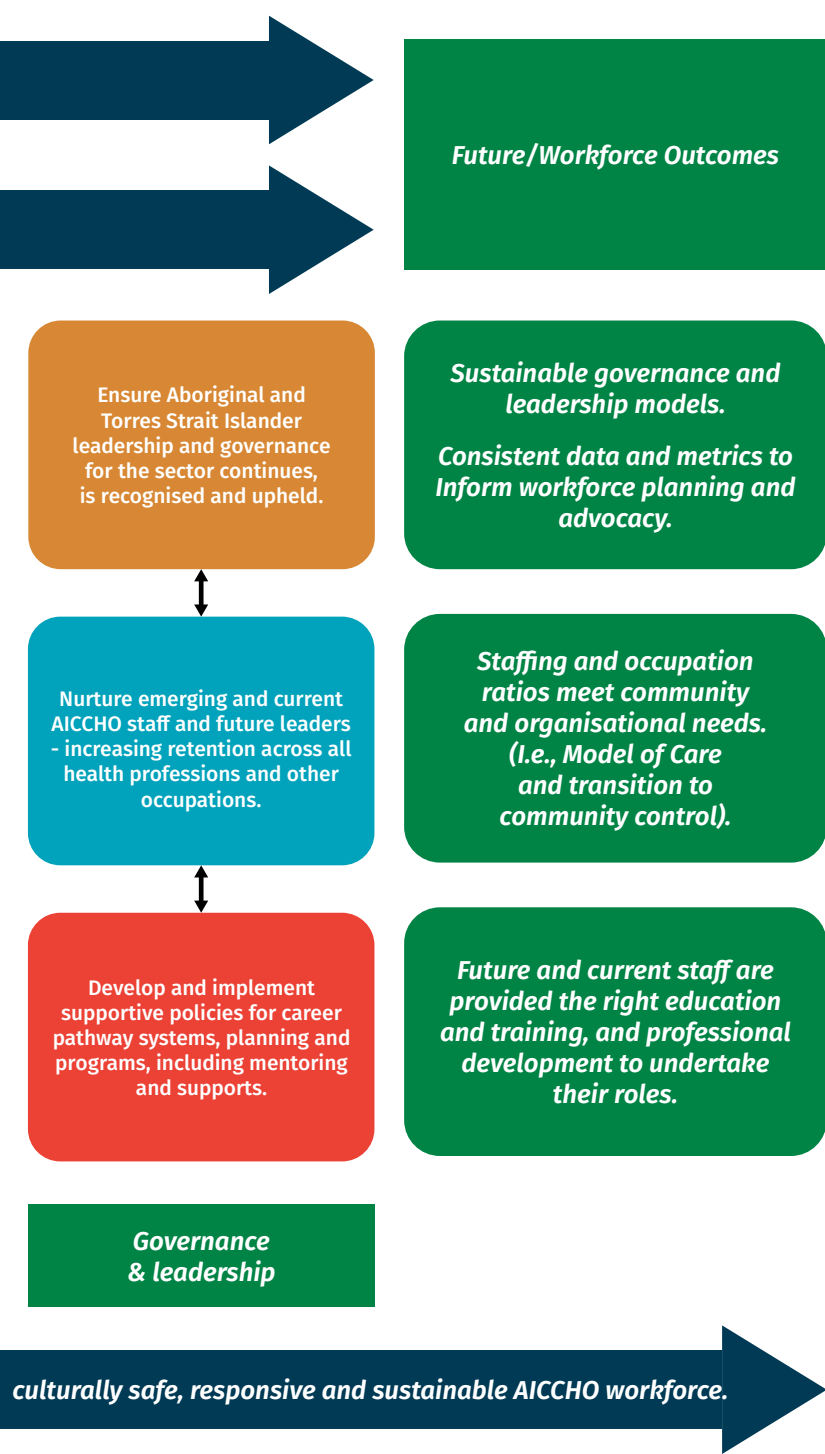 Future/Workforce Outcomes
Ensure Aboriginal and
Torres Strait Islander
leadership and governance
for the sector continues,
is recognised and upheld.
Sustainable governance and
leadership models.
Consistent data and metrics to
Inform workforce planning and
advocacy.
Nurture emerging and current
AICCHO staff and future leaders
- increasing retention across all
health professions and other
occupations.
Staffing and occupation
ratios meet community
and organisational needs.
(I.e., Model of Care
and transition to
community control).
Develop and implement
supportive policies for career
pathway systems, planning and
programs, including mentoring
and supports.
Future and current staff are
provided the right education
and training, and professional
development to undertake
their roles.
Governance
& leadership
culturally safe, responsive and sustainable AICCHO workforce.